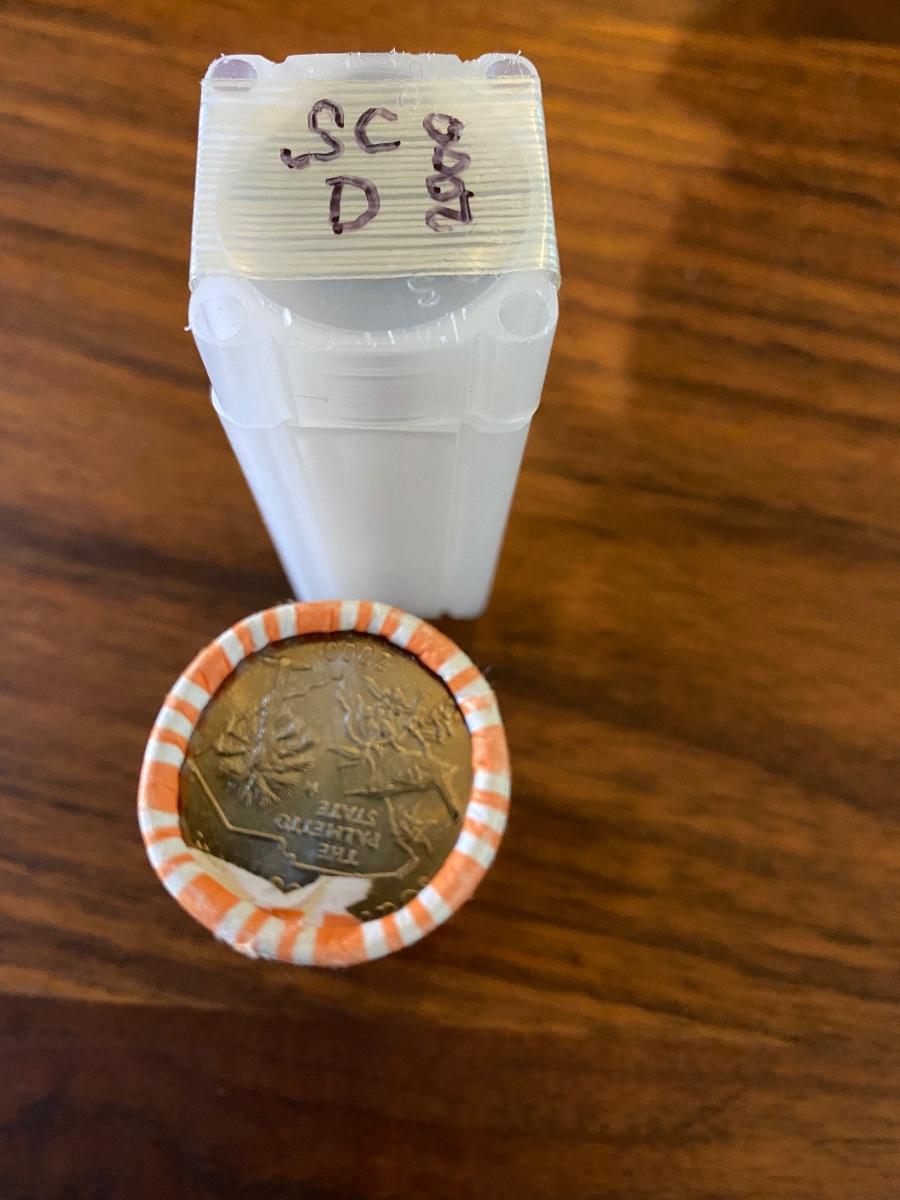 SC
D
2000
2000
THE
PALMETTO
STATE